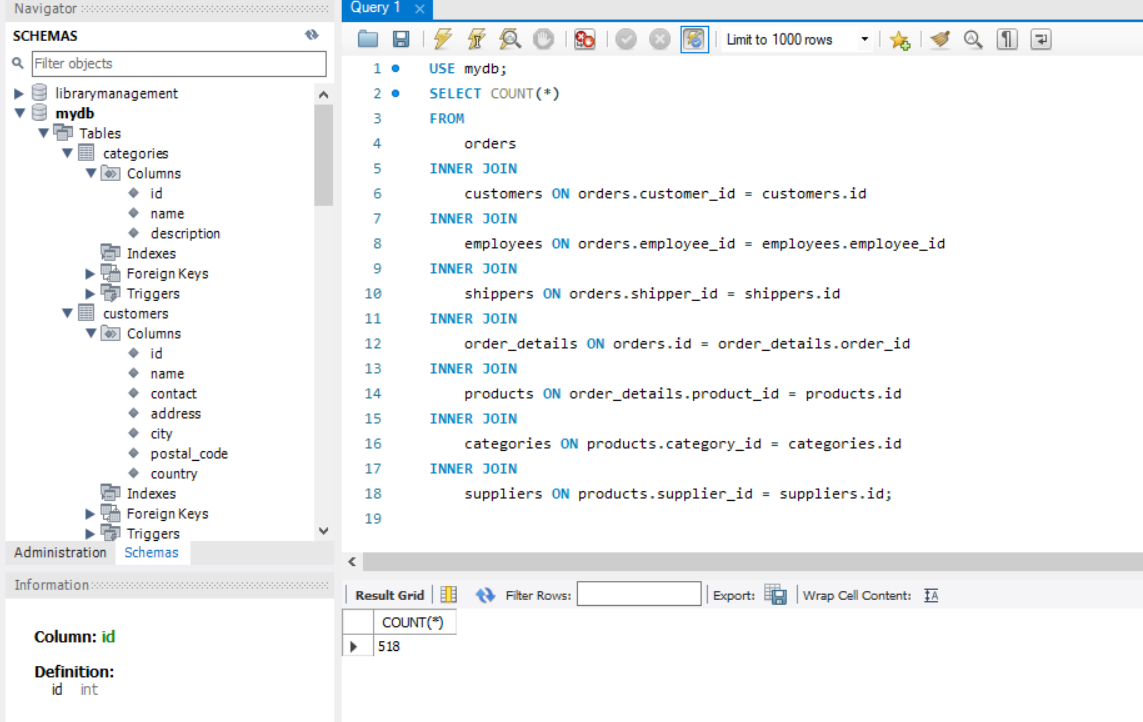 Navigator
SCHEMAS
Filter objects
librarymanagement
mydb
Tables
categories
Columns
id
name
description
Indexes
Foreign Keys
Triggers
customers
Columns
id
name
contact
address
city
postal_code
country
Indexes
Foreign Keys
Triggers
Administration Schemas
Information
Column: id
Definition:
id int
Query 1
Limit to 1000 rows
1 USE mydb;
2 SELECT COUNT(*)
3 FROM
4 orders
5 INNER JOIN
6 customers ON orders.customer_id = customers.id
7 INNER JOIN
8 employees ON orders.employee_id = employees.employee_id
9 INNER JOIN
10 shippers ON orders.shipper_id = shippers.id
11 INNER JOIN
12 order_details ON orders.id = order_details.order_id
13 INNER JOIN
14 products ON order_details.product_id = products.id
15 INNER JOIN
16 categories ON products.category_id = categories.id
17 INNER JOIN
18 suppliers ON products.supplier_id = suppliers.id;
19
Result Grid Filter Rows: Export: Wrap Cell Content:
COUNT(*)
518